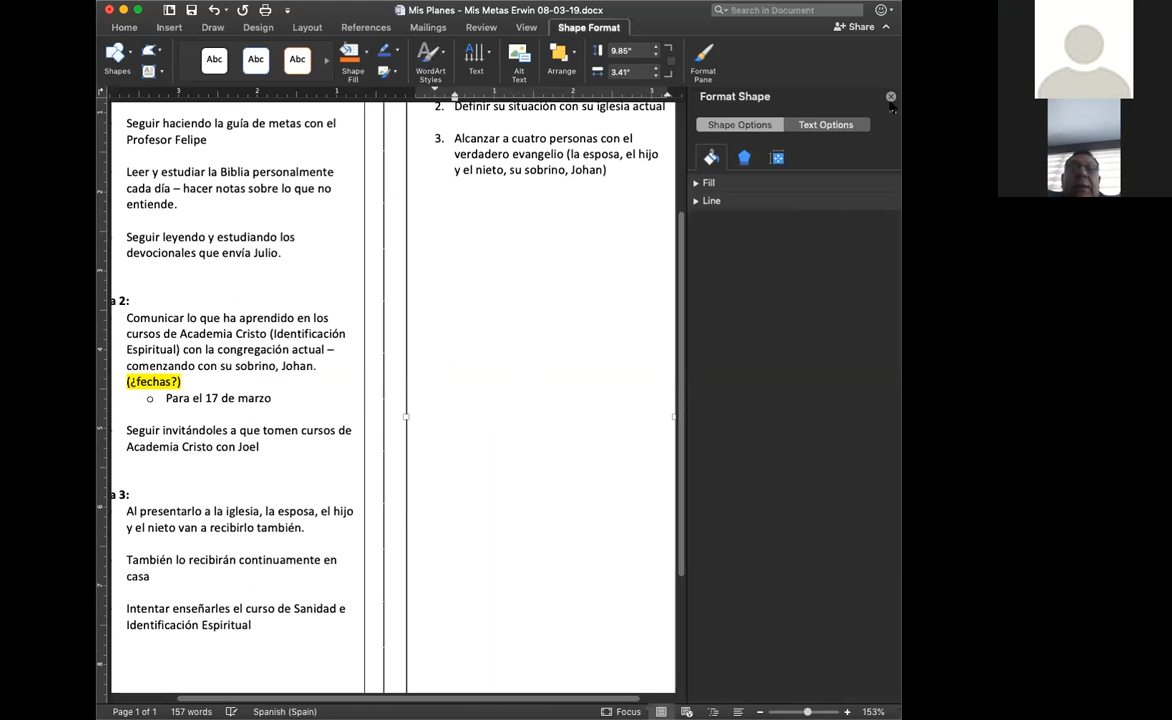 Mis Planes - Mis Metas Erwin 08-03-19.docx
Search in Document
Home Insert Draw Design Layout References Mailings Review View Shape Format
Share
Shapes
Abc Abc Abc
Shape Fill
WordArt Styles
Text
Alt Text
Arrange
9.85"
3.41"
Format Pane
3 2 1 1 2 3
Seguir haciendo la guía de metas con el
Profesor Felipe
Leer y estudiar la Biblia personalmente
cada día – hacer notas sobre lo que no
entiende.
Seguir leyendo y estudiando los
devocionales que envía Julio.
a 2:
Comunicar lo que ha aprendido en los
cursos de Academia Cristo (Identificación
Espiritual) con la congregación actual –
comenzando con su sobrino, Johan.
(¿fechas?)
o Para el 17 de marzo
Seguir invitándoles a que tomen cursos de
Academia Cristo con Joel
a 3:
Al presentarlo a la iglesia, la esposa, el hijo
y el nieto van a recibirlo también.
También lo recibirán continuamente en
casa
Intentar enseñarles el curso de Sanidad e
Identificación Espiritual
2. Definir su situación con su iglesia actual
3. Alcanzar a cuatro personas con el
verdadero evangelio (la esposa, el hijo
y el nieto, su sobrino, Johan)
Format Shape
Shape Options Text Options
Fill
Line
Page 1 of 1 157 words Spanish (Spain) Focus 153%